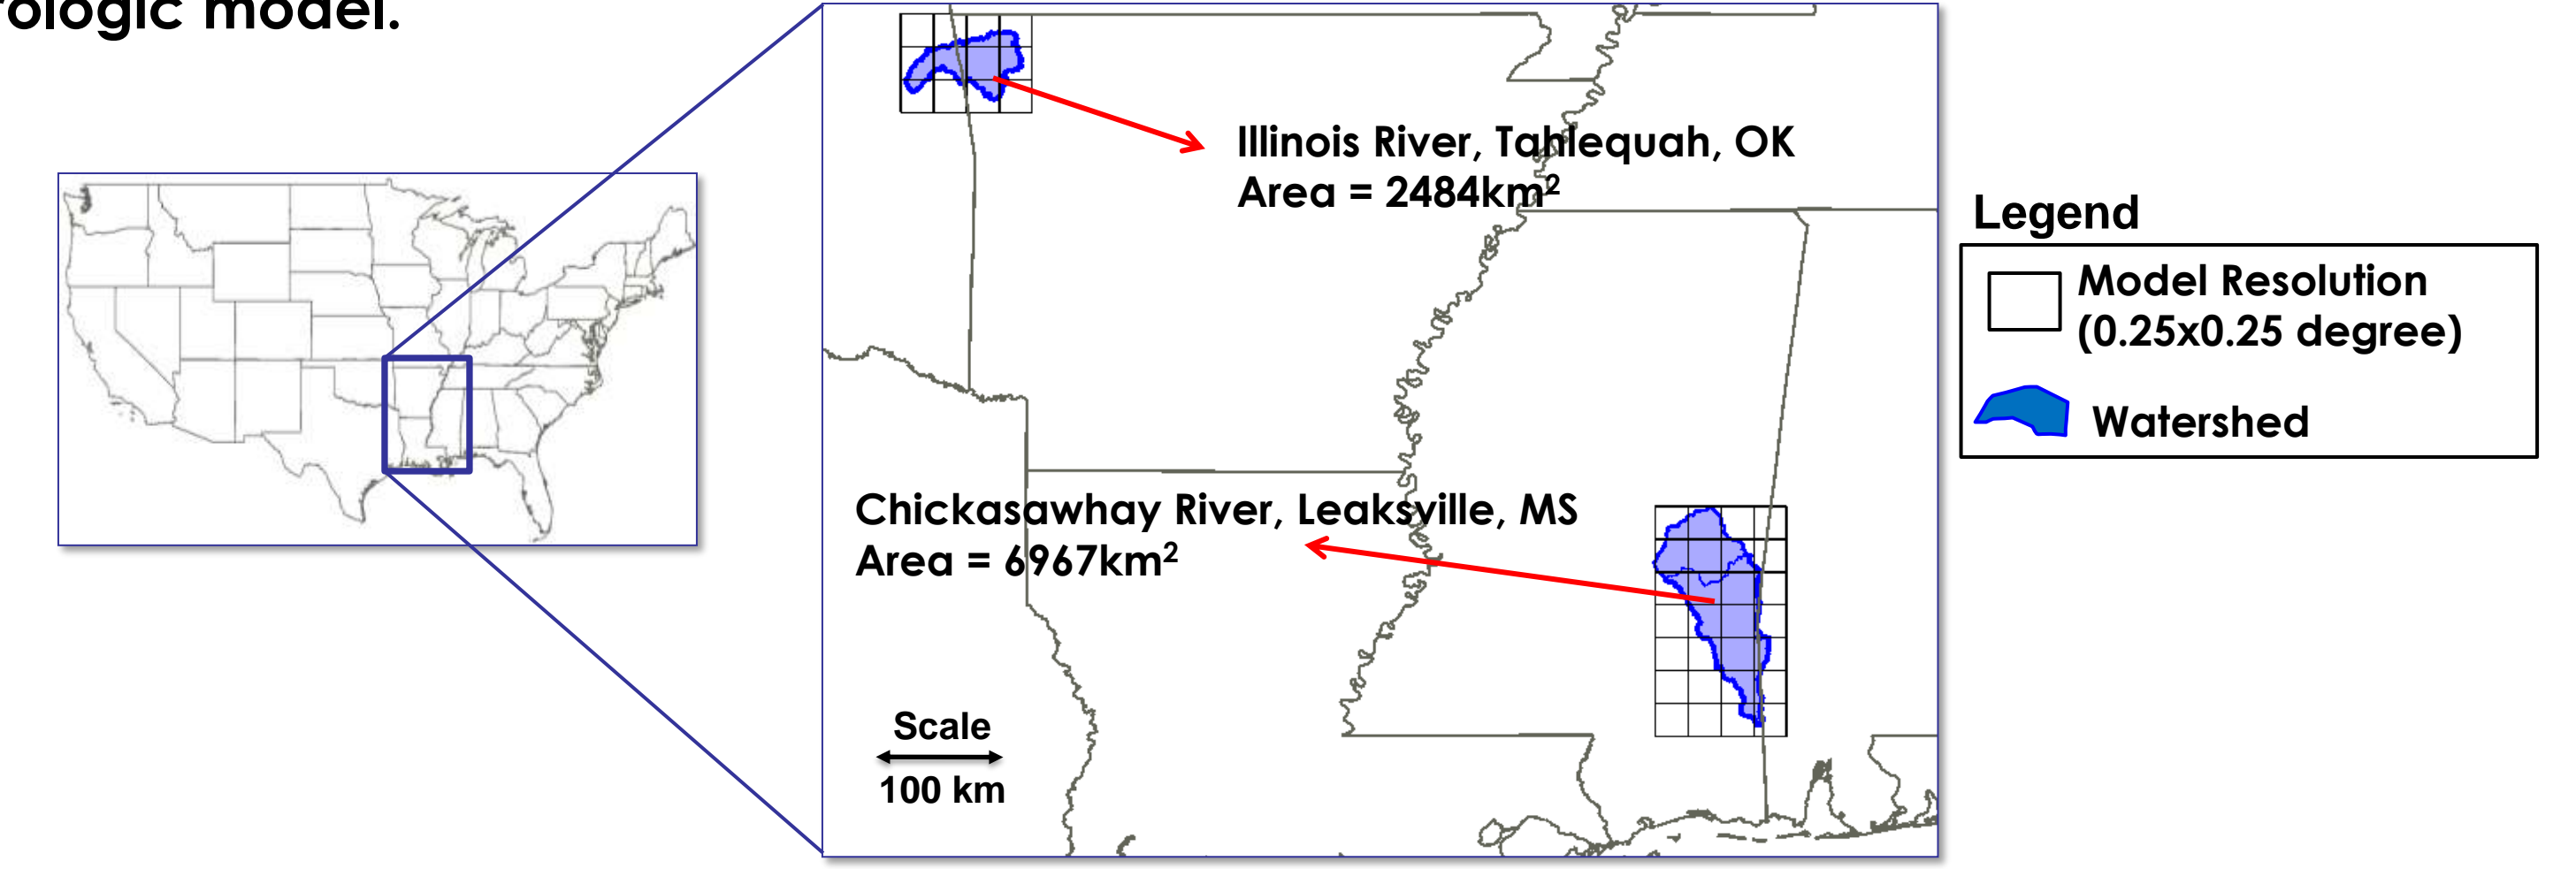 rologic model.
Illinois River, Tahlequah, OK
Area = 2484km²
Chickasawhay River, Leaksville, MS
Area = 6967km²
Scale
100 km
Legend
Model Resolution
(0.25x0.25 degree)
Watershed